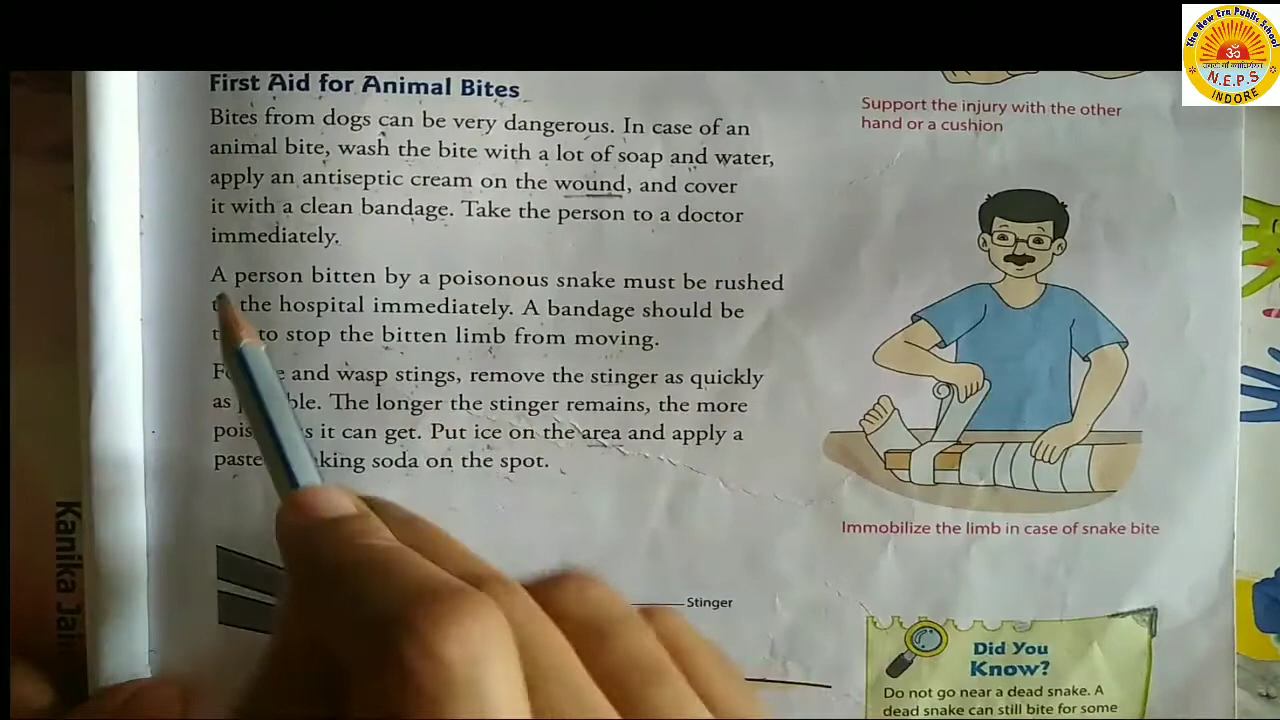 First Aid for Animal Bites
Bites from dogs can be very dangerous. In case of an
animal bite, wash the bite with a lot of soap and water,
apply an antiseptic cream on the wound, and cover
it with a clean bandage. Take the person to a doctor
immediately.
A person bitten by a poisonous snake must be rushed
the hospital immediately. A bandage should be
to stop the bitten limb from moving.
and wasp stings, remove the stinger as quickly
as The longer the stinger remains, the more
it can get. Put ice on the area and apply a
paste soda on the spot.
Stinger
Support the injury with the other
hand or a cushion
Immobilize the limb in case of snake bite
Did You
Know?
Do not go near a dead snake. A
dead snake can still bite for some
The New Era Public School
N.E.P.S
INDORE
Kanika